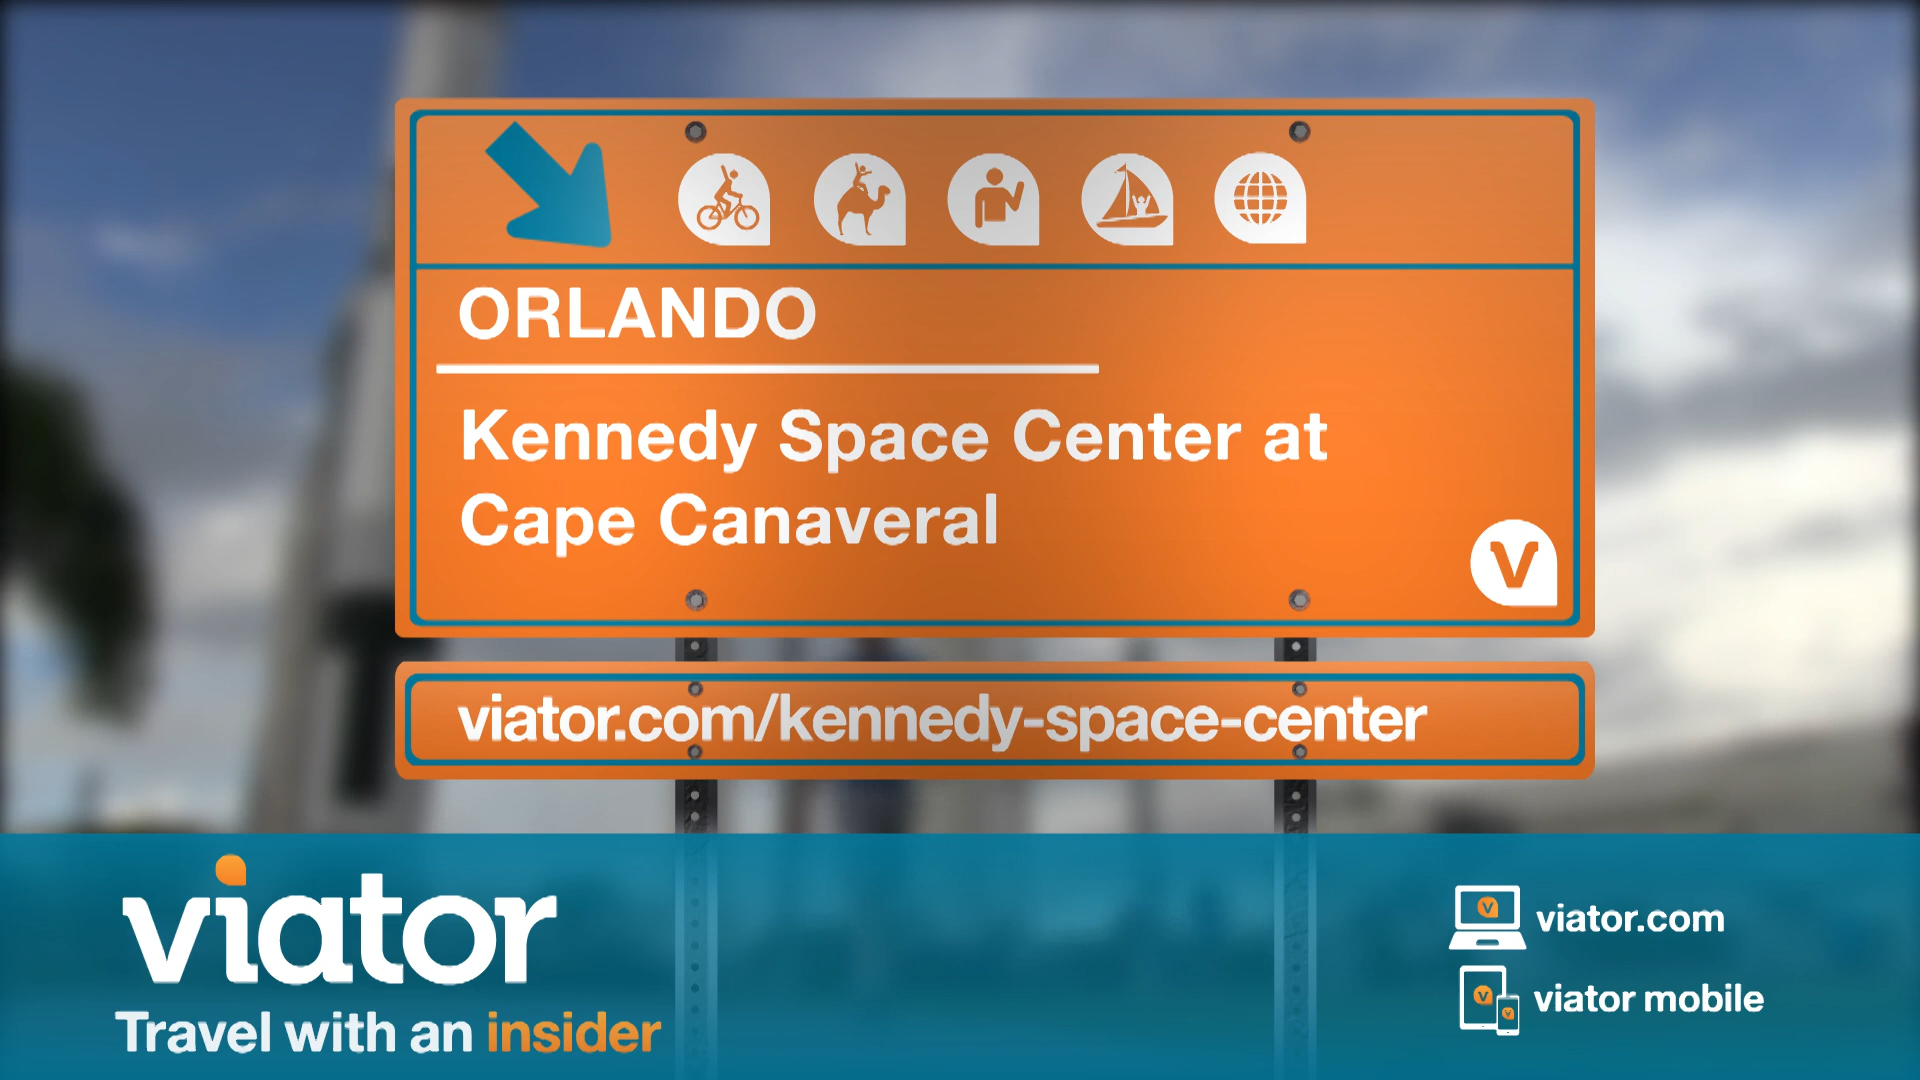 ORLANDO
Kennedy Space Center at
Cape Canaveral
V
viator.com/kennedy-space-center
viator
Travel with an insider
V viator.com
V V viator mobile